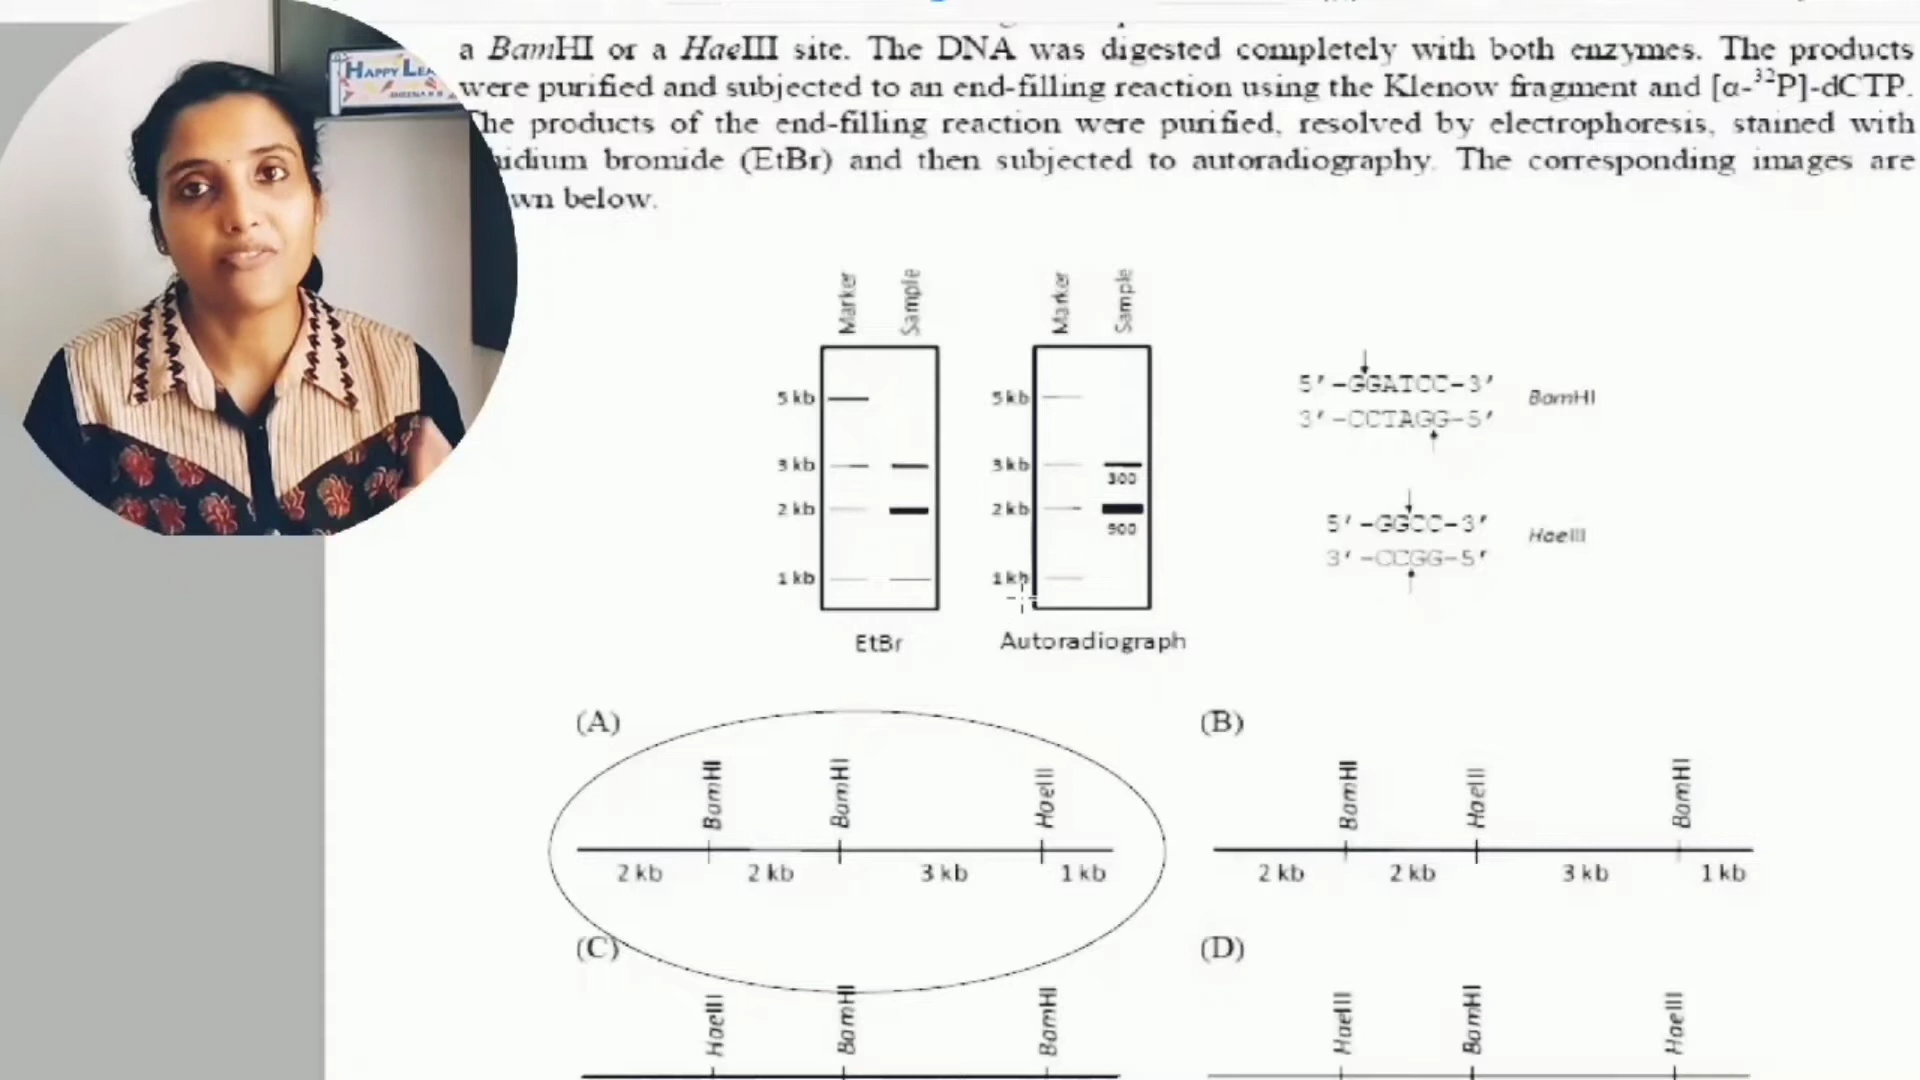 HAPPY LEA
a BamHI or a HaeIII site. The DNA was digested completely with both enzymes. The products
were purified and subjected to an end-filling reaction using the Klenow fragment and [α-³²P]-dCTP.
The products of the end-filling reaction were purified, resolved by electrophoresis, stained with
hidium bromide (EtBr) and then subjected to autoradiography. The corresponding images are
wn below.
Marker Sample Marker Sample
5 kb 5 kb
3 kb 3 kb
300
2 kb 2 kb
900
1 kb 1 kb
EtBr Autoradiograph
5′-GGATCC-3′ BamHI
3′-CCTAGG-5′
5′-GGCC-3′ HaeIII
3′-CCGG-5′
(A) (B)
BamHI BamHI HaeIII BamHI HaeIII BamHI
2 kb 2 kb 3 kb 1 kb 2 kb 2 kb 3 kb 1 kb
(C) (D)
HaeIII BamHI BamHI HaeIII BamHI HaeIII